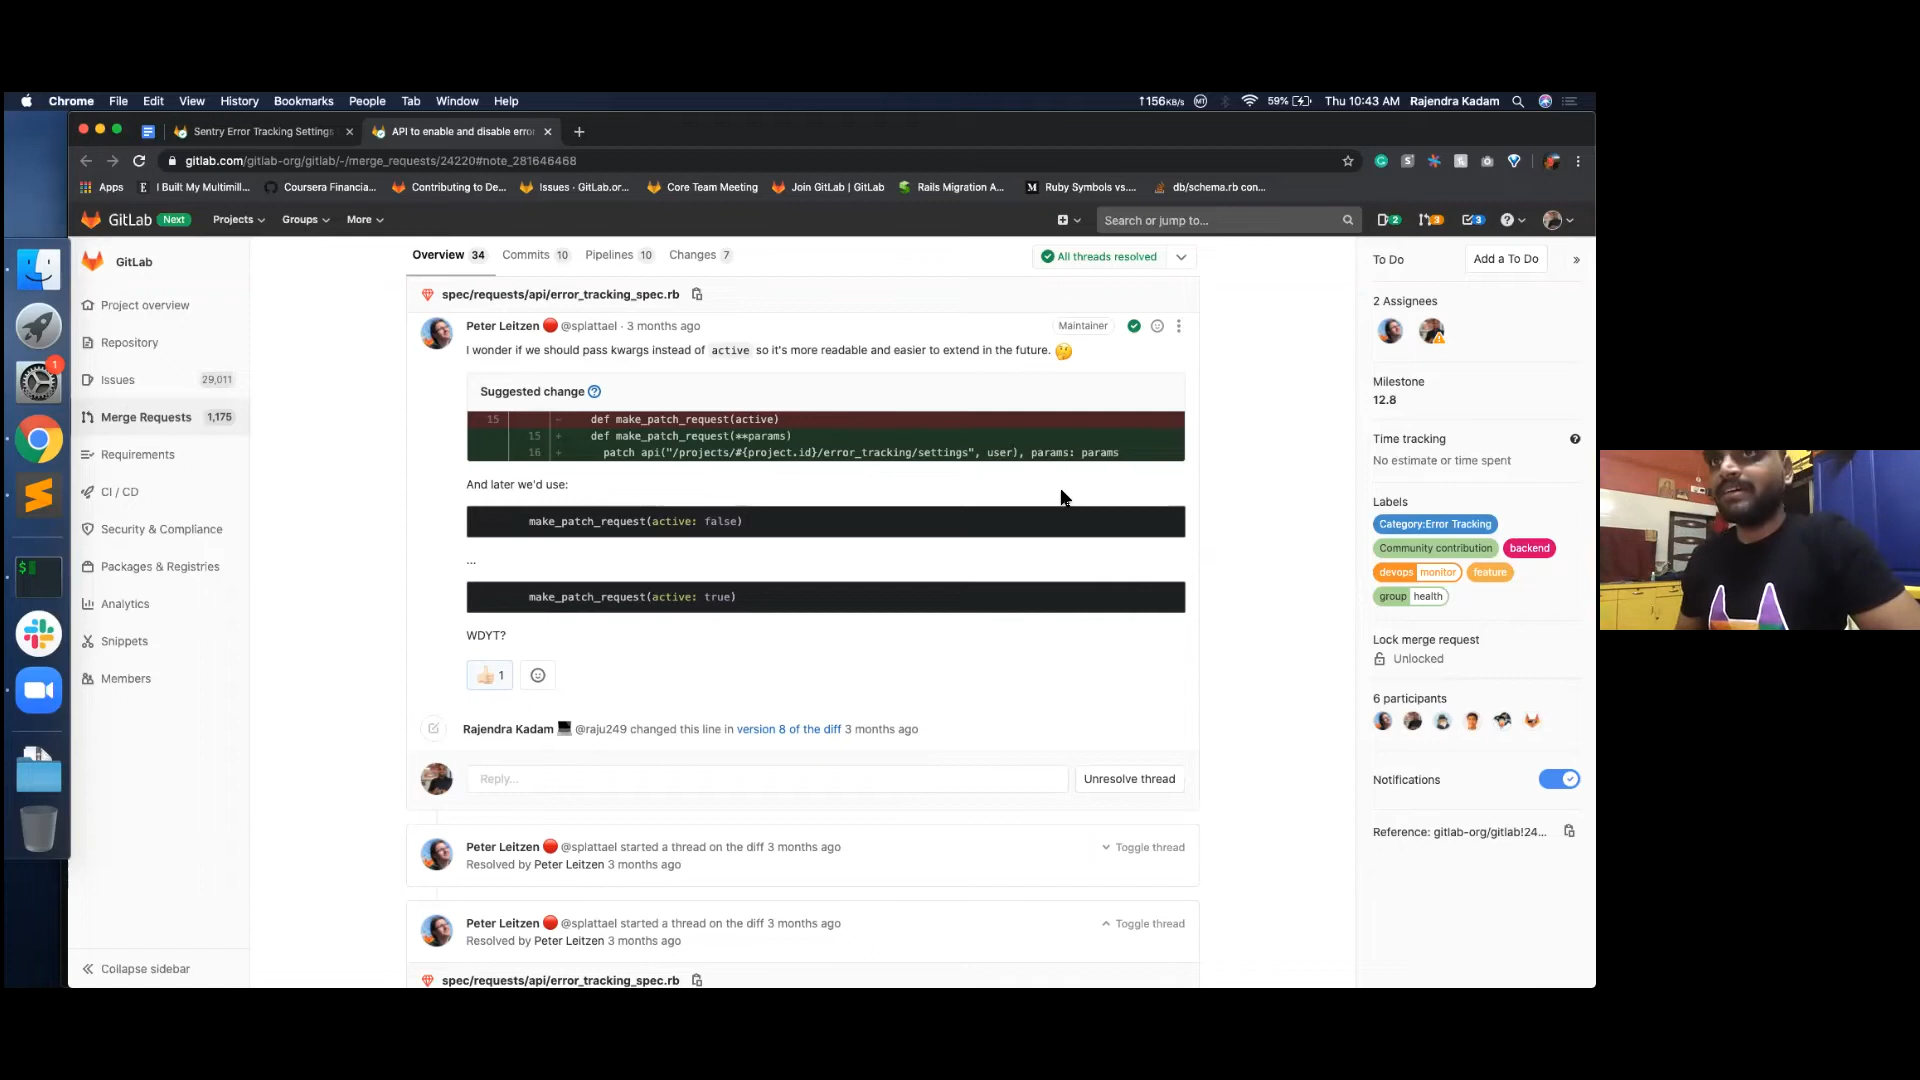 Chrome File Edit View History Bookmarks People Tab Window Help
↑156KB/s 59% Thu 10:43 AM Rajendra Kadam
Sentry Error Tracking Settings
API to enable and disable erro
gitlab.com/gitlab-org/gitlab/-/merge_requests/24220#note_281646468
Apps
I Built My Multimill...
Coursera Financia...
Contributing to De...
Issues · GitLab.or...
Core Team Meeting
Join GitLab | GitLab
Rails Migration A...
Ruby Symbols vs....
db/schema.rb con...
GitLab Next Projects Groups More
Search or jump to...
2 3 3
GitLab
Project overview
Repository
Issues 29,011
Merge Requests 1,175
Requirements
CI / CD
Security & Compliance
Packages & Registries
Analytics
Snippets
Members
Collapse sidebar
1
Overview 34 Commits 10 Pipelines 10 Changes 7
All threads resolved
spec/requests/api/error_tracking_spec.rb
Peter Leitzen @splattael · 3 months ago
Maintainer
I wonder if we should pass kwargs instead of active so it's more readable and easier to extend in the future.
Suggested change
15 - def make_patch_request(active)
15 + def make_patch_request(**params)
16 + patch api("/projects/#{project.id}/error_tracking/settings", user), params: params
And later we'd use:
make_patch_request(active: false)
...
make_patch_request(active: true)
WDYT?
1
Rajendra Kadam @raju249 changed this line in version 8 of the diff 3 months ago
Reply...
Unresolve thread
Peter Leitzen @splattael started a thread on the diff 3 months ago
Toggle thread
Resolved by Peter Leitzen 3 months ago
Peter Leitzen @splattael started a thread on the diff 3 months ago
Toggle thread
Resolved by Peter Leitzen 3 months ago
spec/requests/api/error_tracking_spec.rb
To Do
Add a To Do
2 Assignees
Milestone
12.8
Time tracking
No estimate or time spent
Labels
Category:Error Tracking
Community contribution
backend
devops monitor
feature
group health
Lock merge request
Unlocked
6 participants
Notifications
Reference: gitlab-org/gitlab!24...